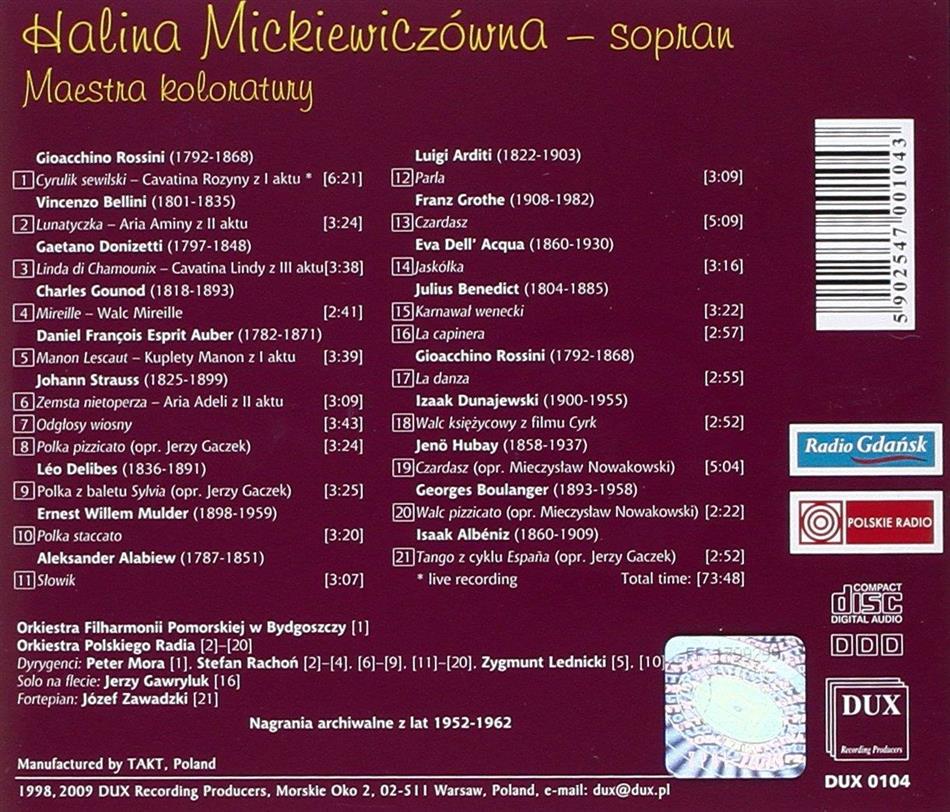 Halina Mickiewiczówna – sopran
Maestra koloratury
Gioacchino Rossini (1792-1868)
1 Cyrulik sewilski – Cavatina Rozyny z I aktu * [6:21]
Vincenzo Bellini (1801-1835)
2 Lunatyczka – Aria Aminy z II aktu [3:24]
Gaetano Donizetti (1797-1848)
3 Linda di Chamounix – Cavatina Lindy z III aktu[3:38]
Charles Gounod (1818-1893)
4 Mireille – Walc Mireille [2:41]
Daniel François Esprit Auber (1782-1871)
5 Manon Lescaut – Kuplety Manon z I aktu [3:39]
Johann Strauss (1825-1899)
6 Zemsta nietoperza – Aria Adeli z II aktu [3:09]
7 Odgłosy wiosny [3:43]
8 Polka pizzicato (opr. Jerzy Gaczek) [3:24]
Léo Delibes (1836-1891)
9 Polka z baletu Sylvia (opr. Jerzy Gaczek) [3:25]
Ernest Willem Mulder (1898-1959)
10 Polka staccato [3:20]
Aleksander Alabiew (1787-1851)
11 Słowik [3:07]
Luigi Arditi (1822-1903)
12 Parla [3:09]
Franz Grothe (1908-1982)
13 Czardasz [5:09]
Eva Dell' Acqua (1860-1930)
14 Jaskółka [3:16]
Julius Benedict (1804-1885)
15 Karnawał wenecki [3:22]
16 La capinera [2:57]
Gioacchino Rossini (1792-1868)
17 La danza [2:55]
Izaak Dunajewski (1900-1955)
18 Walc księżycowy z filmu Cyrk [2:52]
Jenö Hubay (1858-1937)
19 Czardasz (opr. Mieczysław Nowakowski) [5:04]
Georges Boulanger (1893-1958)
20 Walc pizzicato (opr. Mieczysław Nowakowski) [2:22]
Isaak Albéniz (1860-1909)
21 Tango z cyklu España (opr. Jerzy Gaczek) [2:52]
* live recording Total time: [73:48]
5 902547 001043
Radio Gdańsk
POLSKIE RADIO
COMPACT
disc
DIGITAL AUDIO
DDD
DUX
Recording Producers
DUX 0104
Orkiestra Filharmonii Pomorskiej w Bydgoszczy [1]
Orkiestra Polskiego Radia [2]–[20]
Dyrygenci: Peter Mora [1], Stefan Rachoń [2]–[4], [6]–[9], [11]–[20], Zygmunt Lednicki [5], [10]
Solo na flecie: Jerzy Gawryluk [16]
Fortepian: Józef Zawadzki [21]
Nagrania archiwalne z lat 1952-1962
Manufactured by TAKT, Poland
1998, 2009 DUX Recording Producers, Morskie Oko 2, 02-511 Warsaw, Poland, e-mail: dux@dux.pl